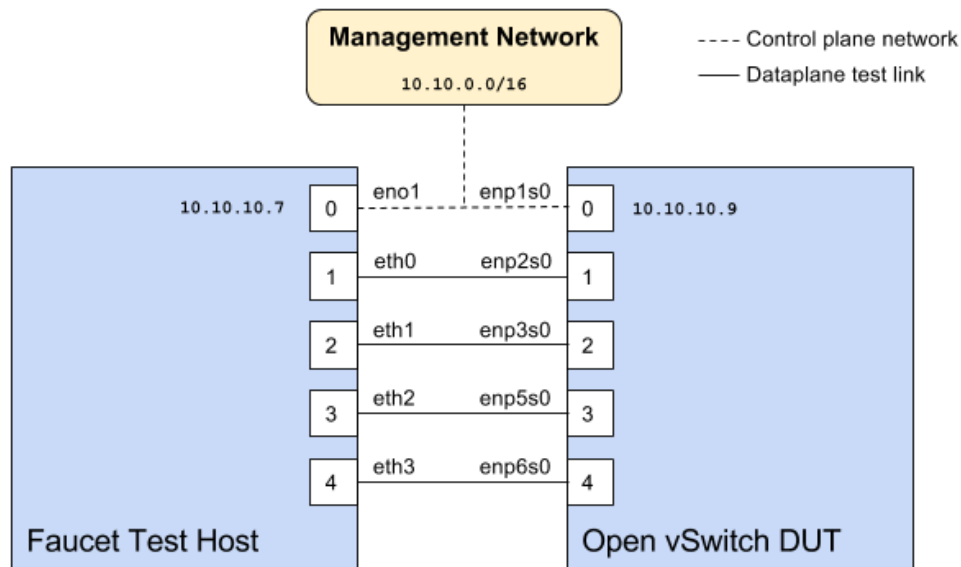 Management Network
10.10.0.0/16
Control plane network
Dataplane test link
10.10.10.7
0
eno1
enp1s0
0
10.10.10.9
1
eth0
enp2s0
1
2
eth1
enp3s0
2
3
eth2
enp5s0
3
4
eth3
enp6s0
4
Faucet Test Host
Open vSwitch DUT